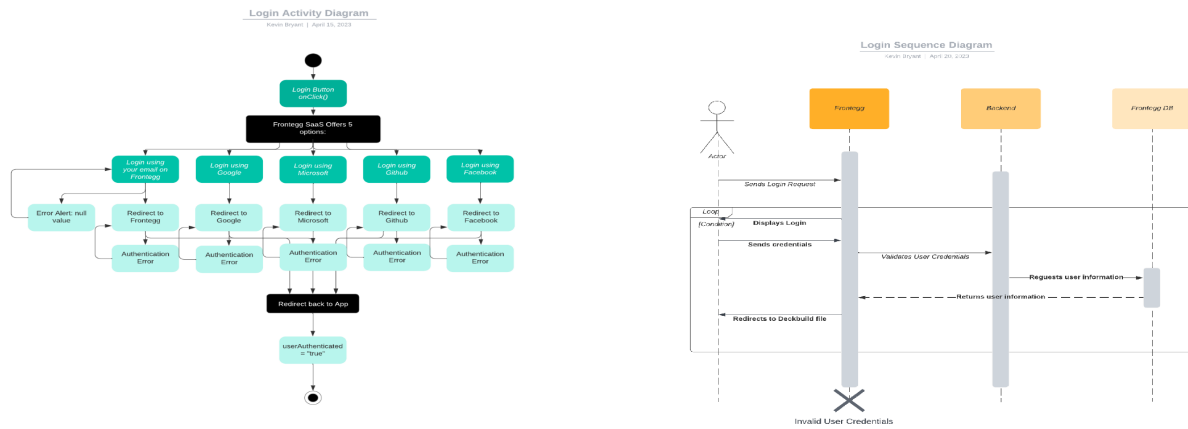 Login Activity Diagram
Kevin Bryant | April 15, 2023
Login Button
onClick()
Frontegg SaaS Offers 5
options:
Login using
your email on
Frontegg
Login using
Google
Login using
Microsoft
Login using
Github
Login using
Facebook
Error Alert: null
value
Redirect to
Frontegg
Redirect to
Google
Redirect to
Microsoft
Redirect to
Github
Redirect to
Facebook
Authentication
Error
Authentication
Error
Authentication
Error
Authentication
Error
Authentication
Error
Redirect back to App
userAuthenticated
= "true"
Login Sequence Diagram
Kevin Bryant | April 20, 2023
Frontegg
Backend
Frontegg DB
Actor
Sends Login Request
Loop
[Condition]
Displays Login
Sends credentials
Validates User Credentials
Requests user information
Returns user information
Redirects to Deckbuild file
Invalid User Credentials